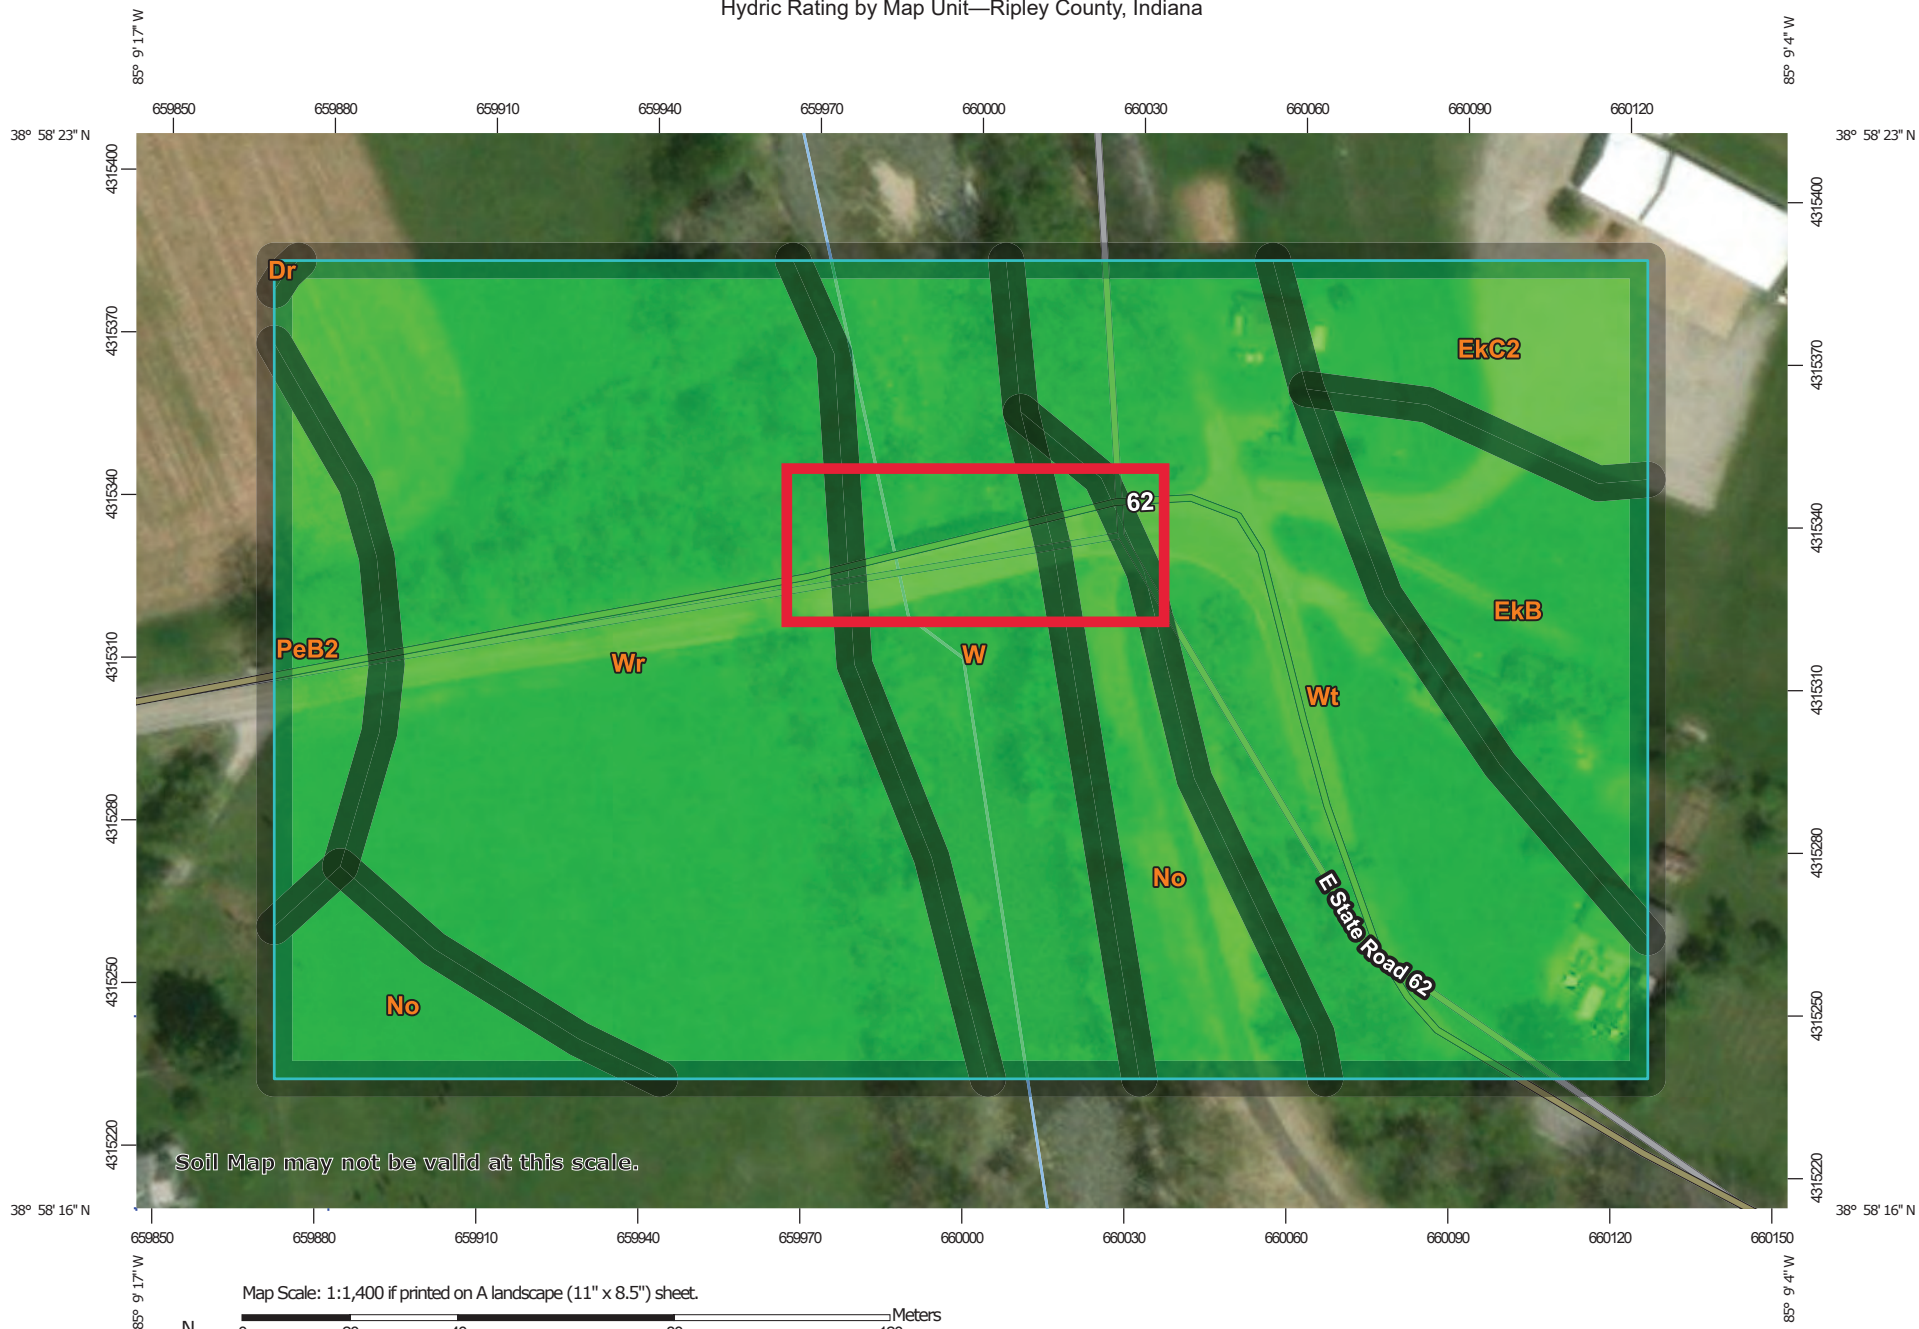 Hydric Rating by Map Unit—Ripley County, Indiana
85° 9' 17" W
85° 9' 4" W
659850 659880 659910 659940 659970 660000 660030 660060 660090 660120
38° 58' 23" N
38° 58' 23" N
4315400
4315400
Dr
4315370
EkC2
4315370
4315340
62
4315340
EkB
4315310
PeB2
Wr
W
Wt
4315310
4315280
No
4315280
E State Road 62
4315250
No
4315250
4315220
Soil Map may not be valid at this scale.
4315220
38° 58' 16" N
38° 58' 16" N
659850 659880 659910 659940 659970 660000 660030 660060 660090 660120 660150
85° 9' 17" W
85° 9' 4" W
Map Scale: 1:1,400 if printed on A landscape (11" x 8.5") sheet.
Meters
N